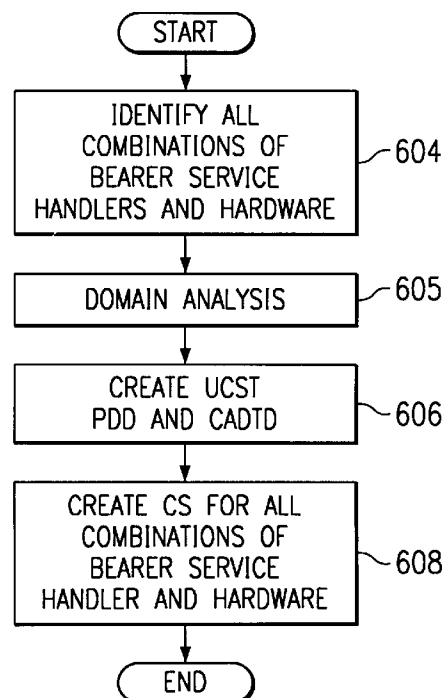 START
IDENTIFY ALL
COMBINATIONS OF
BEARER SERVICE
HANDLERS AND HARDWARE
604
DOMAIN ANALYSIS
605
CREATE UCST
PDD AND CADTD
606
CREATE CS FOR ALL
COMBINATIONS OF
BEARER SERVICE
HANDLER AND HARDWARE
608
END